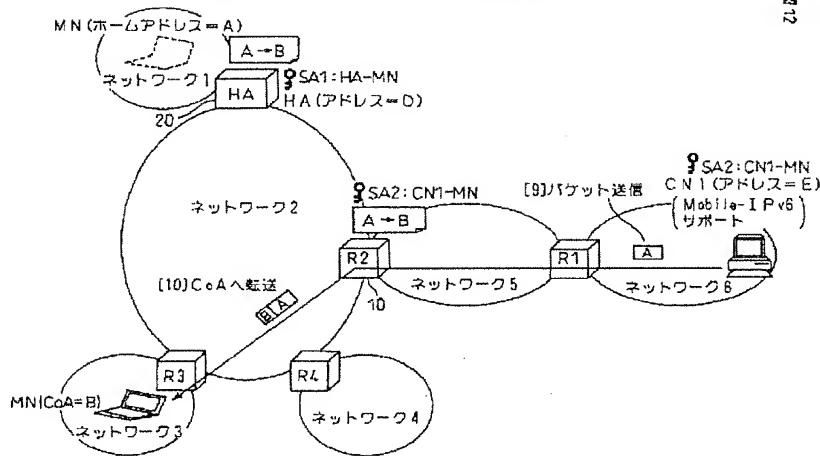 図12
MN(ホームアドレス=A)
A→B
ネットワーク1
SA1:HA-MN
HA
HA(アドレス=D)
20
SA2:CN1-MN
CN1(アドレス=E)
(Mobile-IPv6
サポート)
[9]パケット送信
SA2:CN1-MN
A→B
ネットワーク2
A
R2
R1
[10]CoAへ転送
10
ネットワーク5
ネットワーク6
B A
R3
R4
MN(CoA=B)
ネットワーク3
ネットワーク4